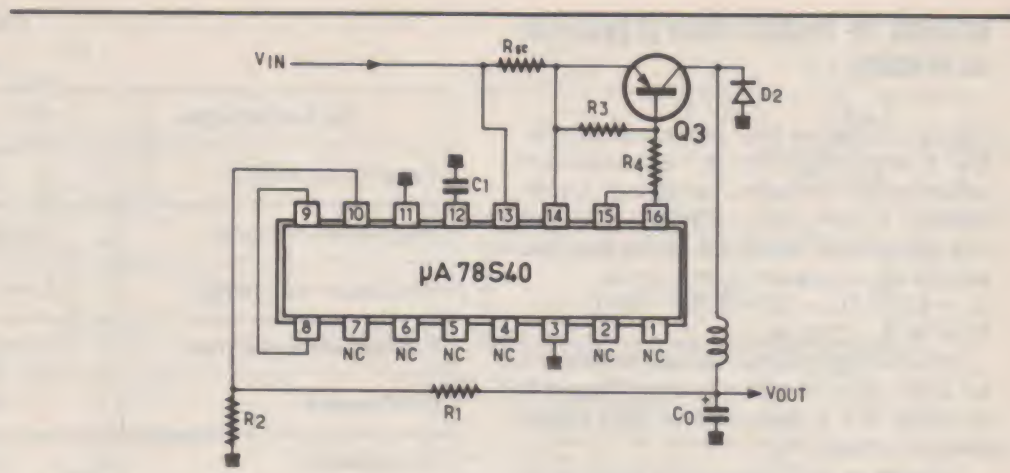 Rsc
VIN
D2
R3
Q3
R4
C1
9 10 11 12 13 14 15 16
µA 78S40
8 7 6 5 4 3 2 1
NC NC NC NC NC NC
R1
VOUT
R2
+
CO